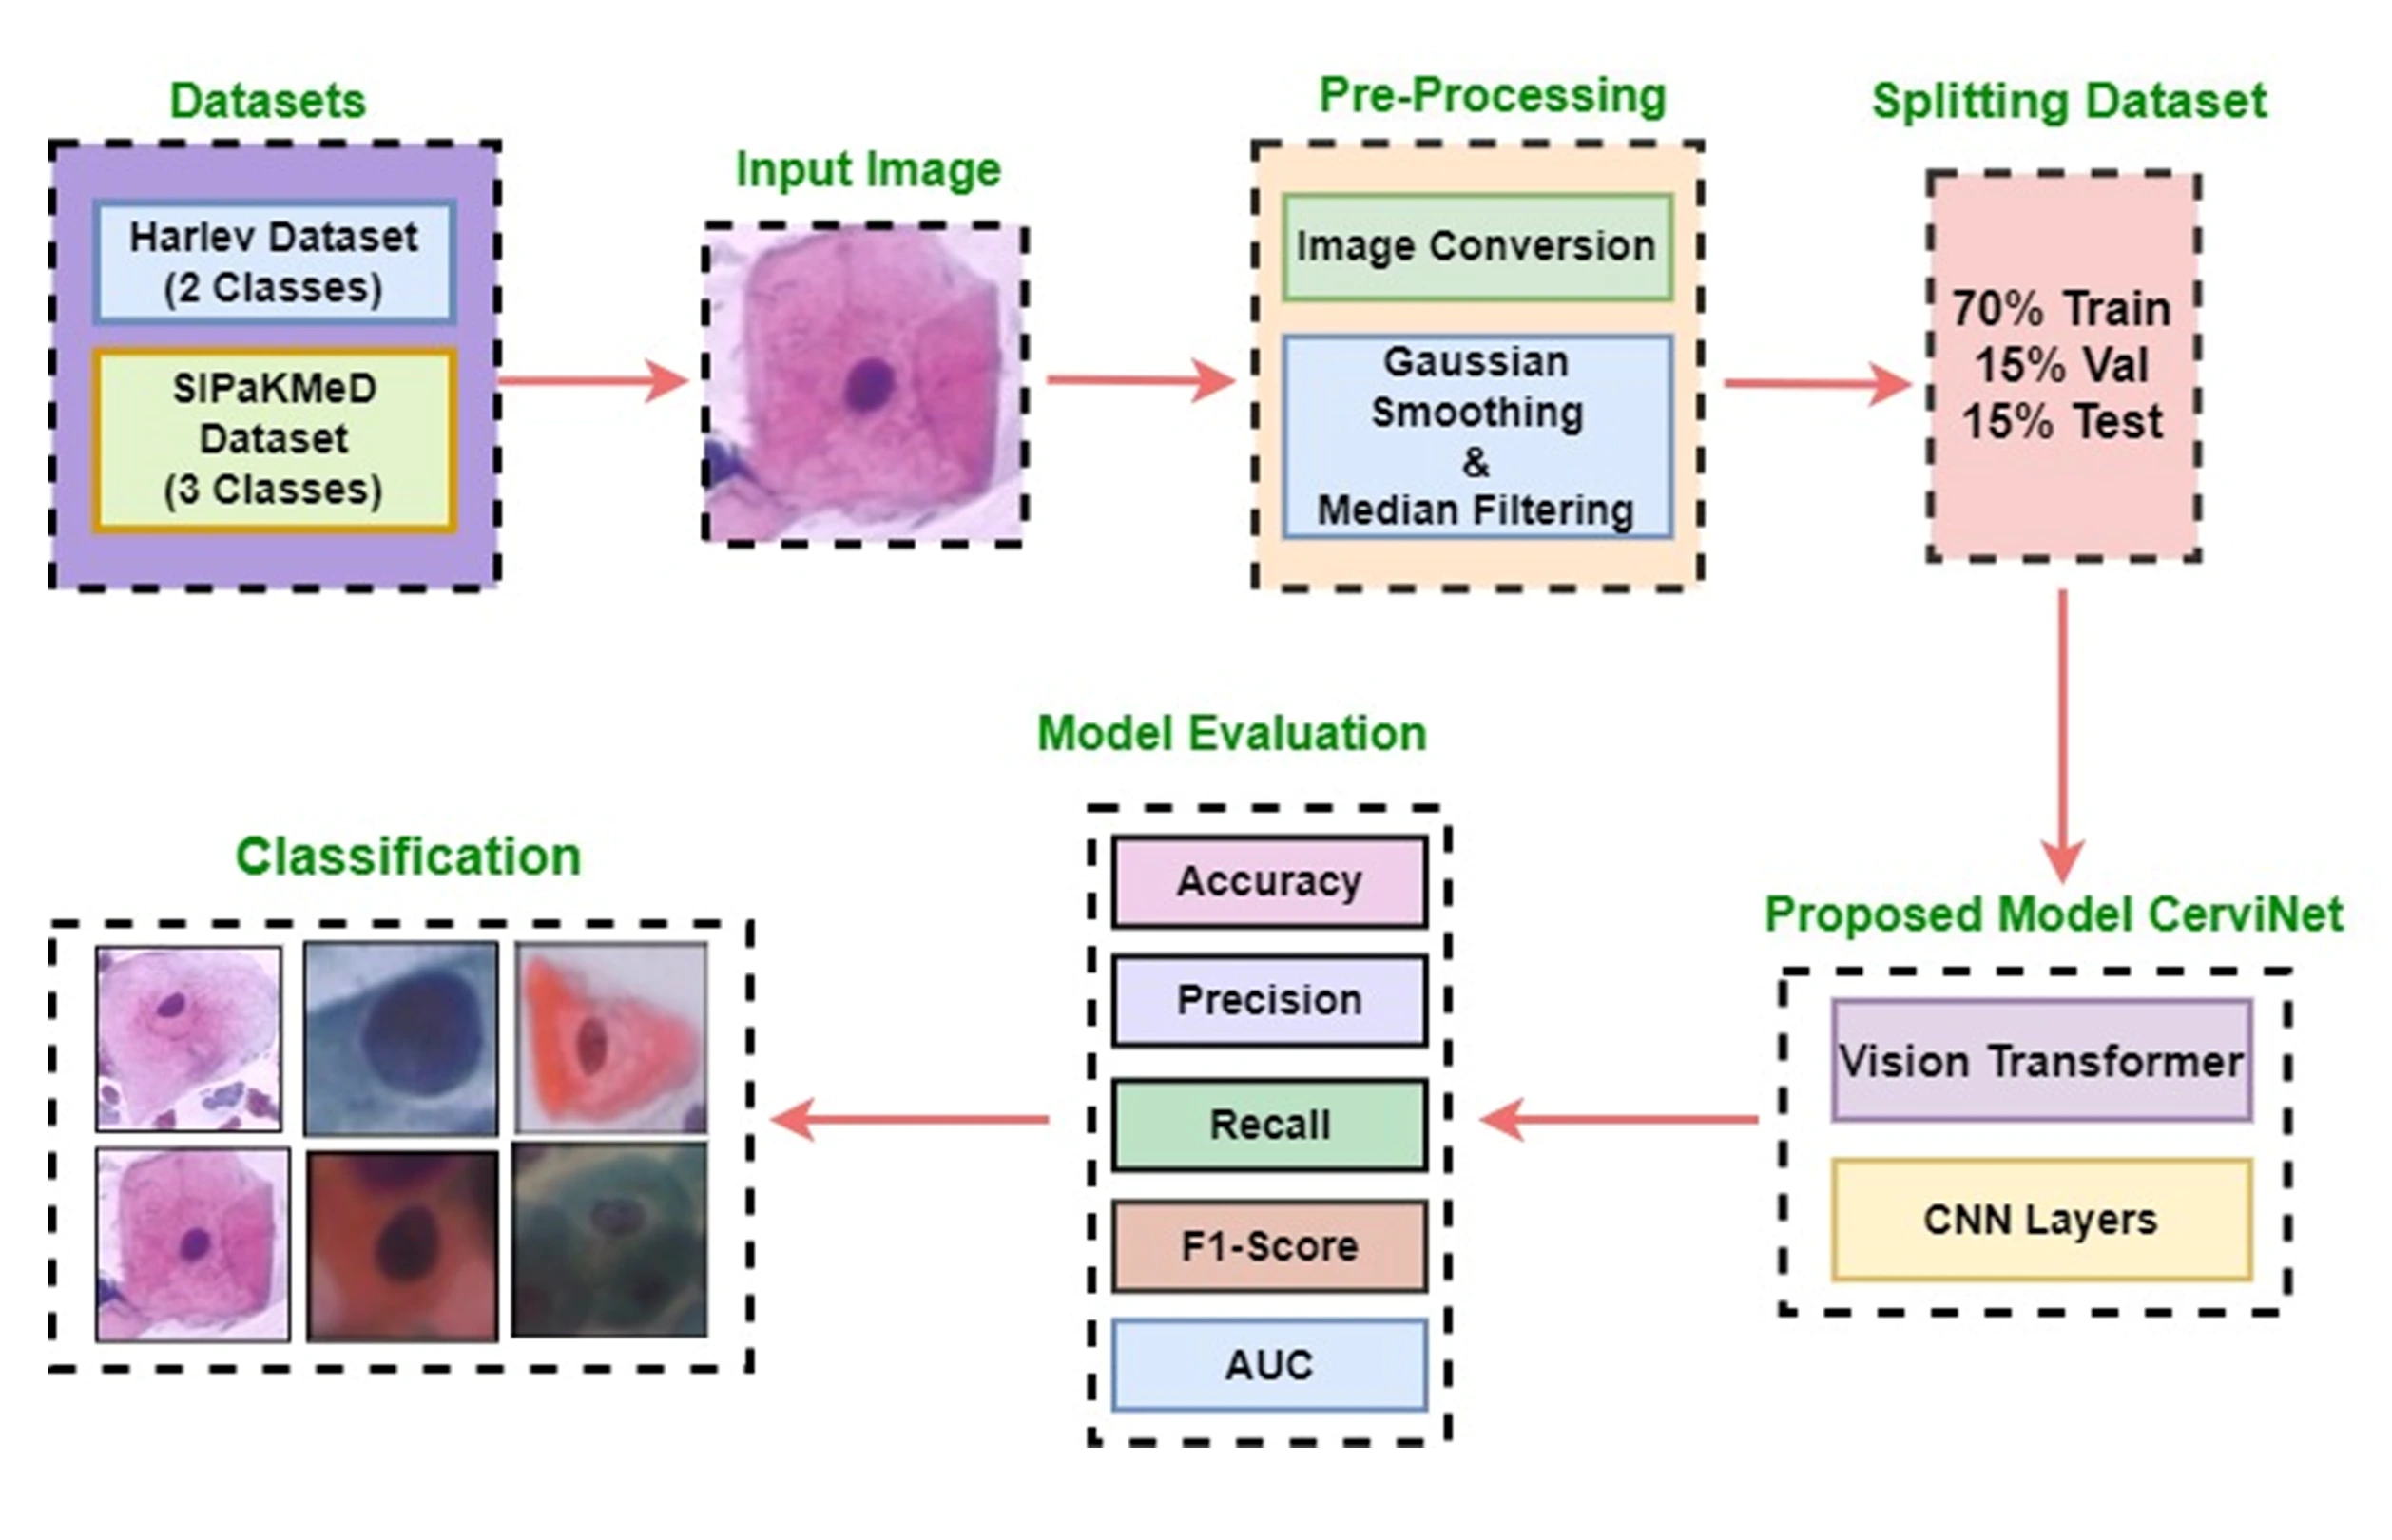 Datasets
Harlev Dataset
(2 Classes)
SIPaKMeD
Dataset
(3 Classes)
Input Image
Pre-Processing
Image Conversion
Gaussian
Smoothing
&
Median Filtering
Splitting Dataset
70% Train
15% Val
15% Test
Proposed Model CerviNet
Vision Transformer
CNN Layers
Model Evaluation
Accuracy
Precision
Recall
F1-Score
AUC
Classification